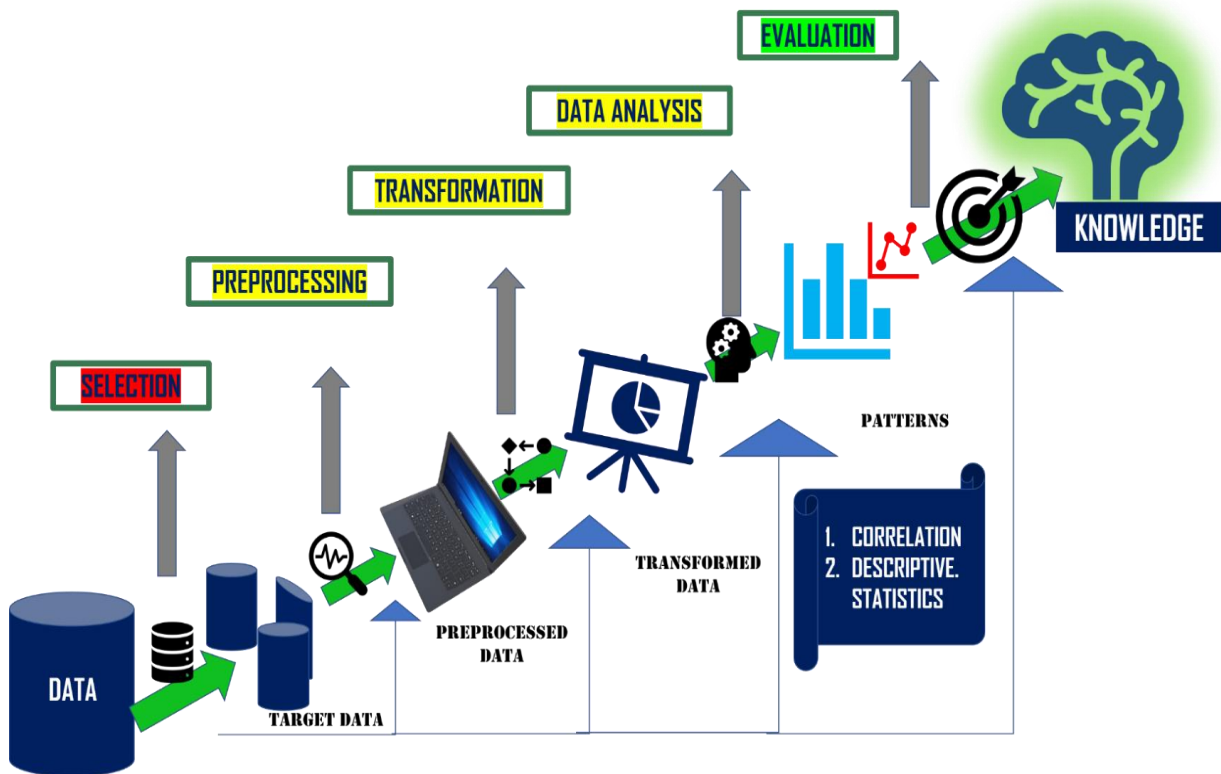 EVALUATION
DATA ANALYSIS
TRANSFORMATION
KNOWLEDGE
PREPROCESSING
SELECTION
PATTERNS
1. CORRELATION
2. DESCRIPTIVE.
STATISTICS
TRANSFORMED
DATA
PREPROCESSED
DATA
DATA
TARGET DATA